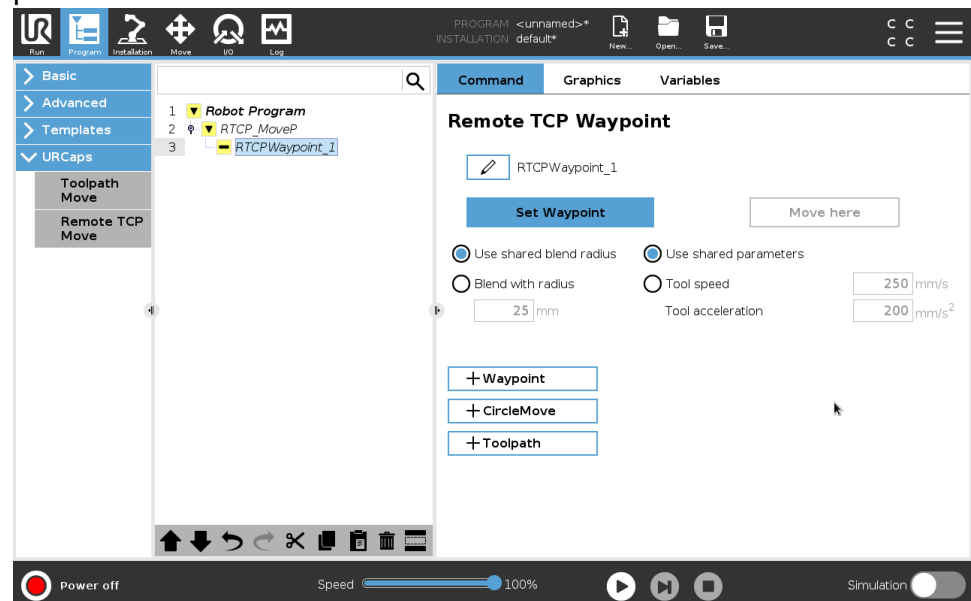 PROGRAM <unnamed>*
INSTALLATION default*
UR
Run
Program
Installation
Move
I/O
Log
New...
Open...
Save...
C C
C C
Basic
Advanced
Templates
URCaps
Toolpath
Move
Remote TCP
Move
1 Robot Program
2 RTCP_MoveP
3 RTCPWaypoint_1
Command Graphics Variables
Remote TCP Waypoint
RTCPWaypoint_1
Set Waypoint Move here
Use shared blend radius Use shared parameters
Blend with radius Tool speed 250 mm/s
25 mm Tool acceleration 200 mm/s²
+ Waypoint
+ CircleMove
+ Toolpath
Power off Speed 100% Simulation